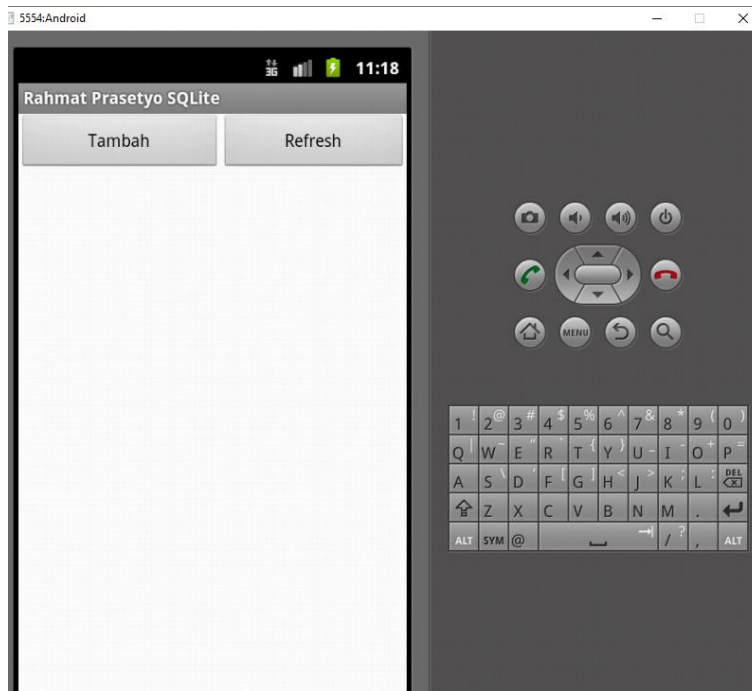 5554:Android
3G 11:18
Rahmat Prasetyo SQLite
Tambah Refresh
MENU
1 ! 2 @ 3 # 4 $ 5 % 6 ^ 7 & 8 * 9 ( 0 )
Q | W ~ E " R ` T { Y } U _ I - O + P =
A S \ D ' F [ G ] H < J > K ; L : DEL
Z X C V B N M .
ALT SYM @ / ? , ALT